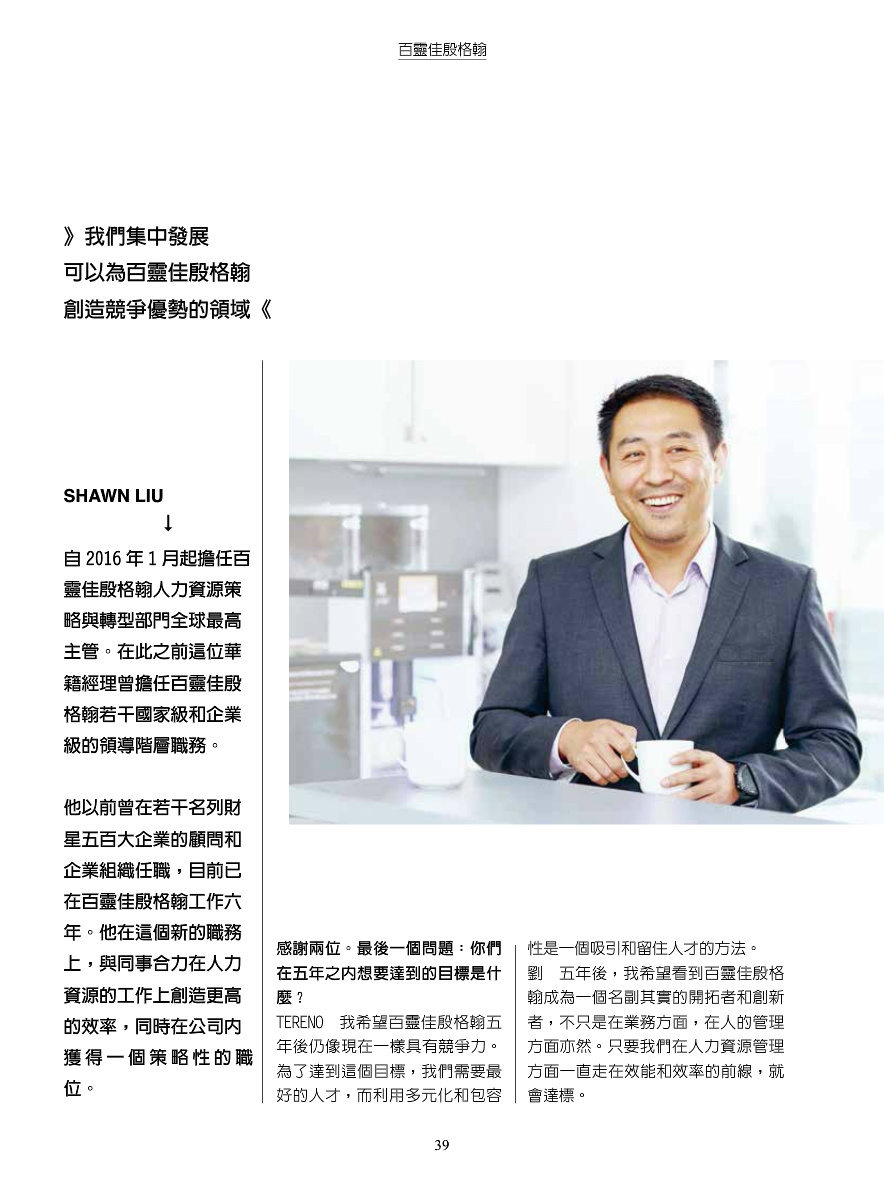 百靈佳殷格翰
》我們集中發展
可以為百靈佳殷格翰
創造競爭優勢的領域《
SHAWN LIU
↓
自 2016 年 1 月起擔任百
靈佳殷格翰人力資源策
略與轉型部門全球最高
主管。在此之前這位華
籍經理曾擔任百靈佳殷
格翰若干國家級和企業
級的領導階層職務。
他以前曾在若干名列財
星五百大企業的顧問和
企業組織任職，目前已
在百靈佳殷格翰工作六
年。他在這個新的職務
上，與同事合力在人力
資源的工作上創造更高
的效率，同時在公司內
獲得一個策略性的職
位。
感謝兩位。最後一個問題：你們
在五年之內想要達到的目標是什
麼？
TERENO 我希望百靈佳殷格翰五
年後仍像現在一樣具有競爭力。
為了達到這個目標，我們需要最
好的人才，而利用多元化和包容
性是一個吸引和留住人才的方法。
劉 五年後，我希望看到百靈佳殷格
翰成為一個名副其實的開拓者和創新
者，不只是在業務方面，在人的管理
方面亦然。只要我們在人力資源管理
方面一直走在效能和效率的前線，就
會達標。
39